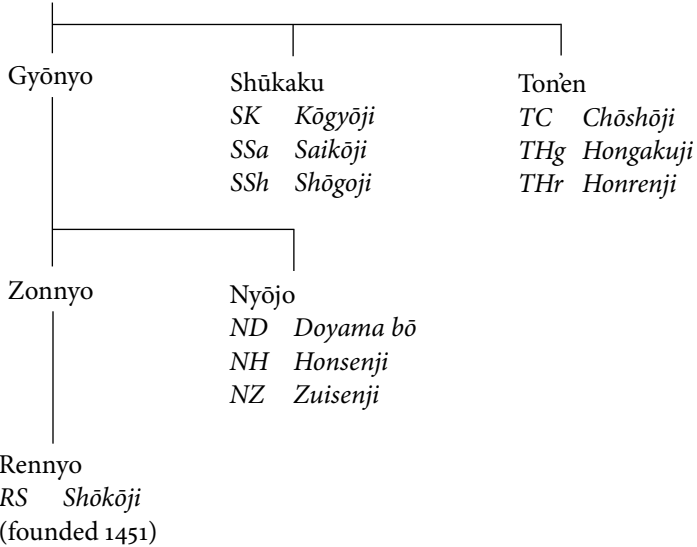 Gyōnyo
Shūkaku
SK Kōgyōji
SSa Saikōji
SSh Shōgoji
Ton'en
TC Chōshōji
THg Hongakuji
THr Honrenji
Zonnyo
Nyōjo
ND Doyama bō
NH Honsenji
NZ Zuisenji
Rennyo
RS Shōkōji
(founded 1451)